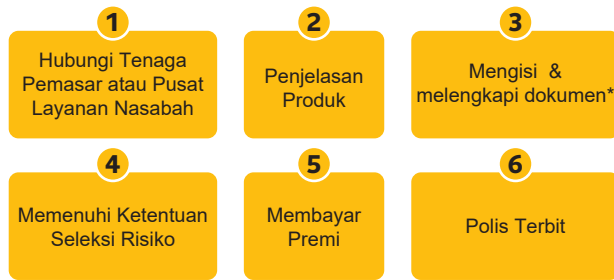 1
Hubungi Tenaga
Pemasar atau Pusat
Layanan Nasabah
2
Penjelasan
Produk
3
Mengisi &
melengkapi dokumen*
4
Memenuhi Ketentuan
Seleksi Risiko
5
Membayar
Premi
6
Polis Terbit